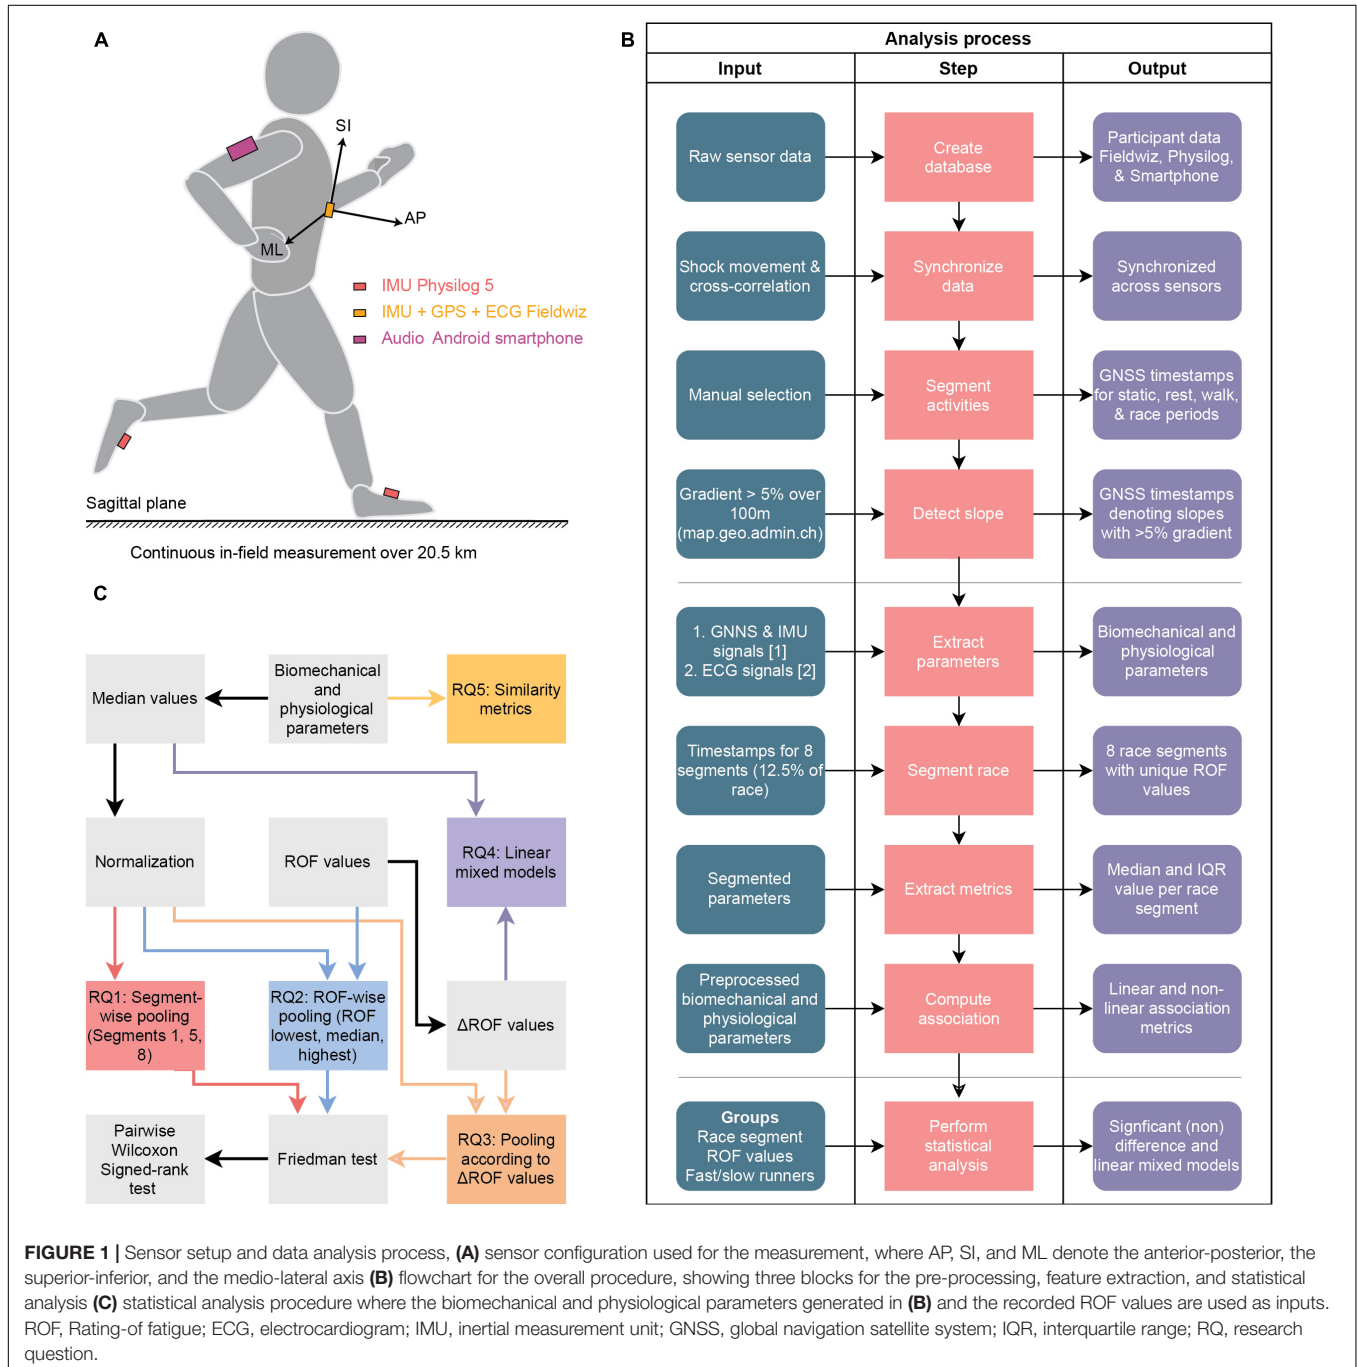 A
SI
AP
ML
IMU Physilog 5
IMU + GPS + ECG Fieldwiz
Audio Android smartphone
Sagittal plane
Continuous in-field measurement over 20.5 km
B
Analysis process
Input
Step
Output
Raw sensor data
Create
database
Participant data
Fieldwiz, Physilog,
& Smartphone
Shock movement &
cross-correlation
Synchronize
data
Synchronized
across sensors
Manual selection
Segment
activities
GNSS timestamps
for static, rest, walk,
& race periods
Gradient > 5% over
100m
(map.geo.admin.ch)
Detect slope
GNSS timestamps
denoting slopes
with >5% gradient
1. GNNS & IMU
signals [1]
2. ECG signals [2]
Extract
parameters
Biomechanical and
physiological
parameters
Timestamps for 8
segments (12.5% of
race)
Segment race
8 race segments
with unique ROF
values
Segmented
parameters
Extract metrics
Median and IQR
value per race
segment
Preprocessed
biomechanical and
physiological
parameters
Compute
association
Linear and non-
linear association
metrics
Groups
Race segment
ROF values
Fast/slow runners
Perform
statistical
analysis
Signficant (non)
difference and
linear mixed models
C
Median values
Biomechanical
and
physiological
parameters
RQ5: Similarity
metrics
Normalization
ROF values
RQ4: Linear
mixed models
RQ1: Segment-
wise pooling
(Segments 1, 5,
8)
RQ2: ROF-wise
pooling (ROF
lowest, median,
highest)
ΔROF values
Pairwise
Wilcoxon
Signed-rank
test
Friedman test
RQ3: Pooling
according to
ΔROF values
FIGURE 1 | Sensor setup and data analysis process, (A) sensor configuration used for the measurement, where AP, SI, and ML denote the anterior-posterior, the
superior-inferior, and the medio-lateral axis (B) flowchart for the overall procedure, showing three blocks for the pre-processing, feature extraction, and statistical
analysis (C) statistical analysis procedure where the biomechanical and physiological parameters generated in (B) and the recorded ROF values are used as inputs.
ROF, Rating-of fatigue; ECG, electrocardiogram; IMU, inertial measurement unit; GNSS, global navigation satellite system; IQR, interquartile range; RQ, research
question.